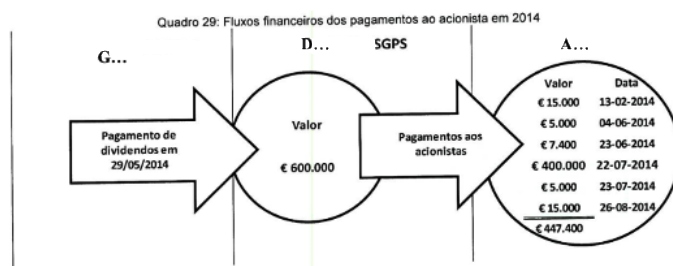 Quadro 29: Fluxos financeiros dos pagamentos ao acionista em 2014
G... D... SGPS A...
Pagamento de
dividendos em
29/05/2014
Valor
€ 600.000
Pagamentos aos
acionistas
Valor Data
€ 15.000 13-02-2014
€ 5.000 04-06-2014
€ 7.400 23-06-2014
€ 400.000 22-07-2014
€ 5.000 23-07-2014
€ 15.000 26-08-2014
€ 447.400